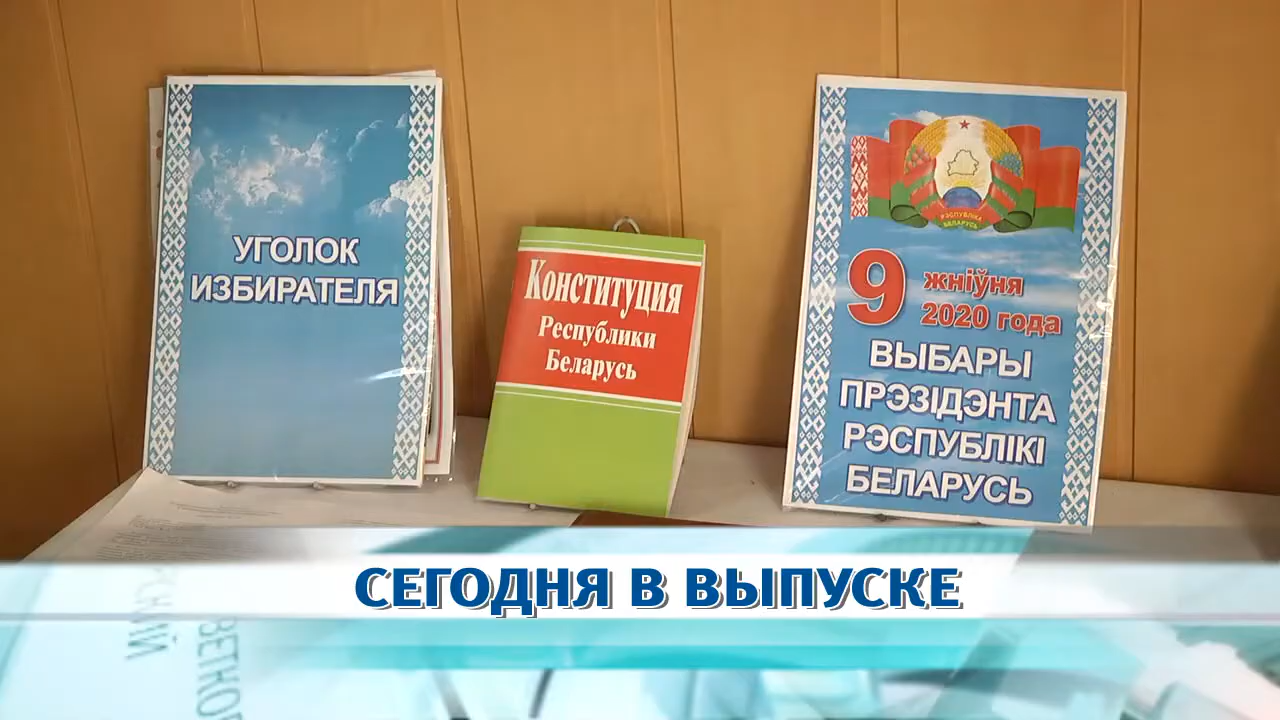 УГОЛОК
ИЗБИРАТЕЛЯ
Конституция
Республики
Беларусь
РЭСПУБЛІКА
БЕЛАРУСЬ
9 жніўня
2020 года
ВЫБАРЫ
ПРЭЗІДЭНТА
РЭСПУБЛІКІ
БЕЛАРУСЬ
СЕГОДНЯ В ВЫПУСКЕ